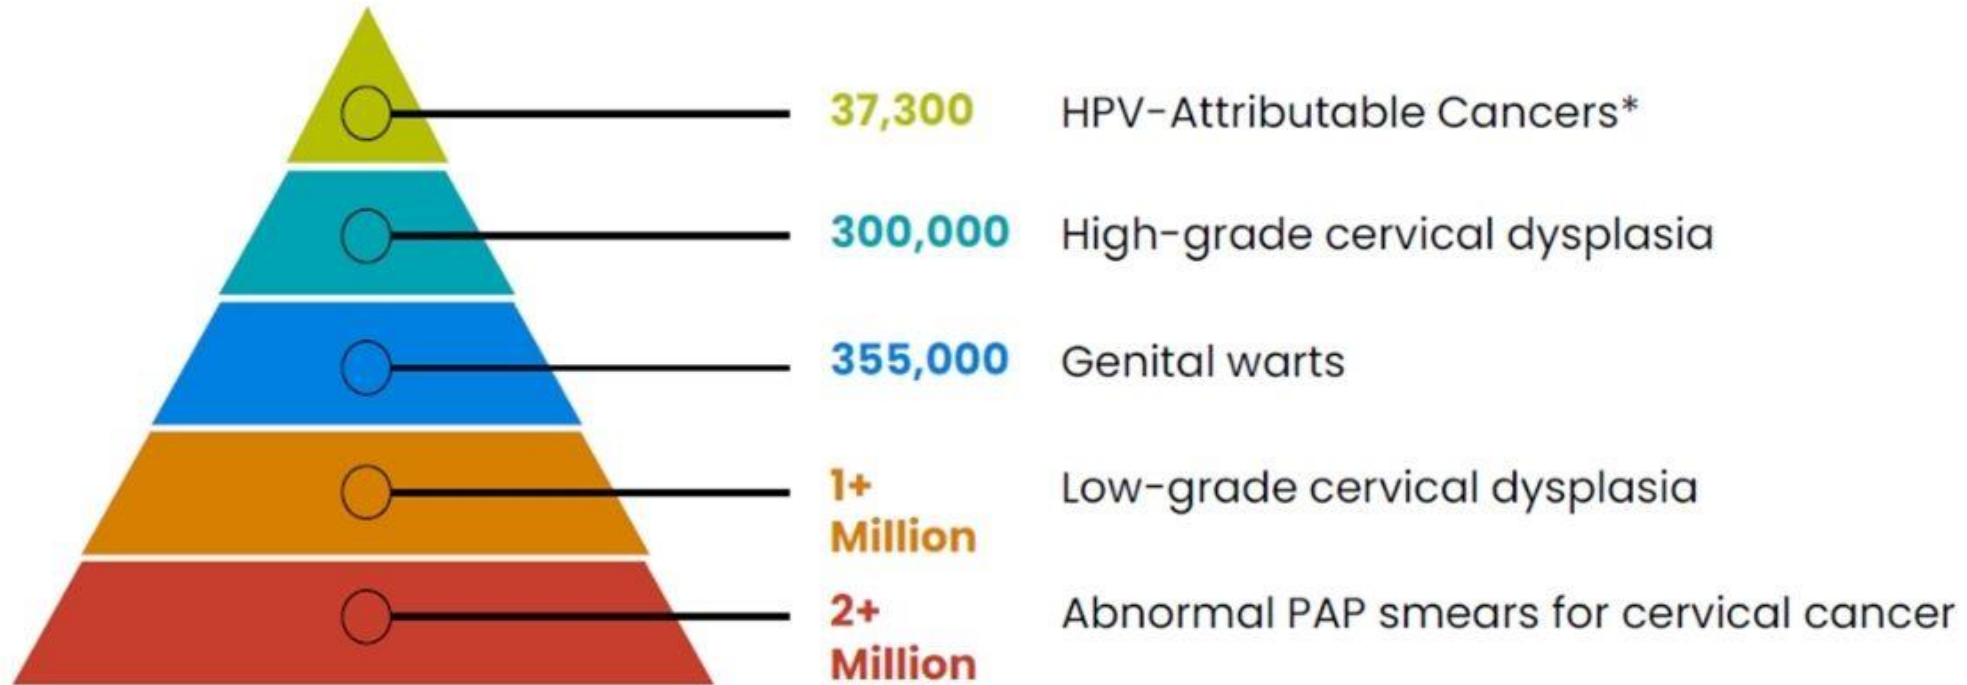 37,300 HPV-Attributable Cancers*
300,000 High-grade cervical dysplasia
355,000 Genital warts
1+ Low-grade cervical dysplasia
Million
2+ Abnormal PAP smears for cervical cancer
Million